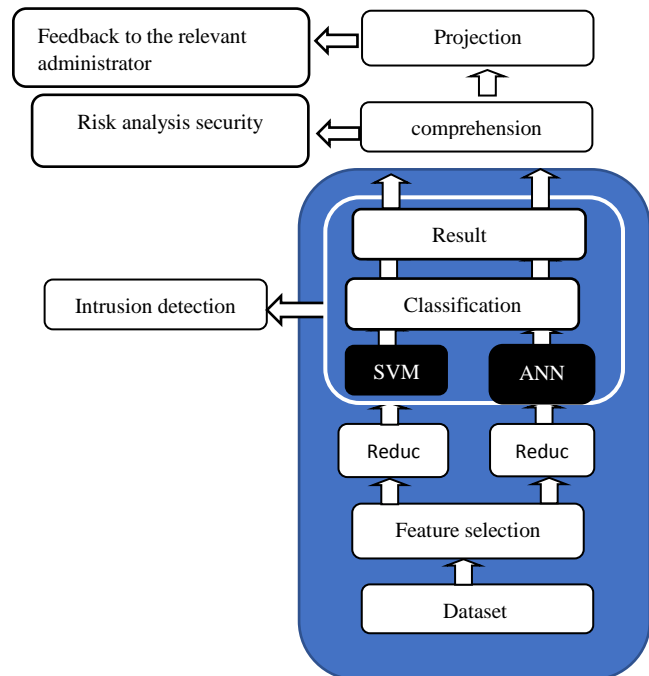 Feedback to the relevant
administrator
Projection
Risk analysis security
comprehension
Result
Intrusion detection
Classification
SVM
ANN
Reduc
Reduc
Feature selection
Dataset